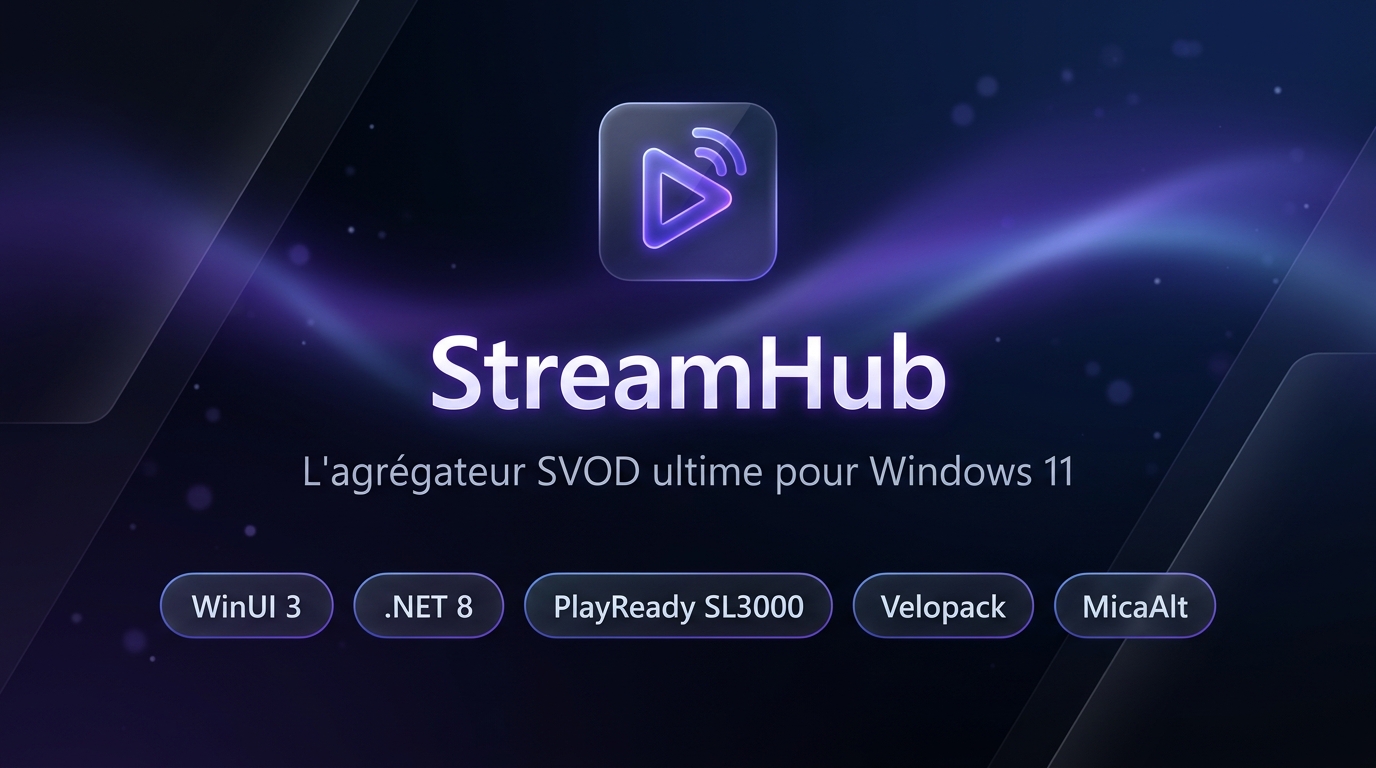 StreamHub
L'agrégateur SVOD ultime pour Windows 11
WinUI 3
.NET 8
PlayReady SL3000
Velopack
MicaAlt